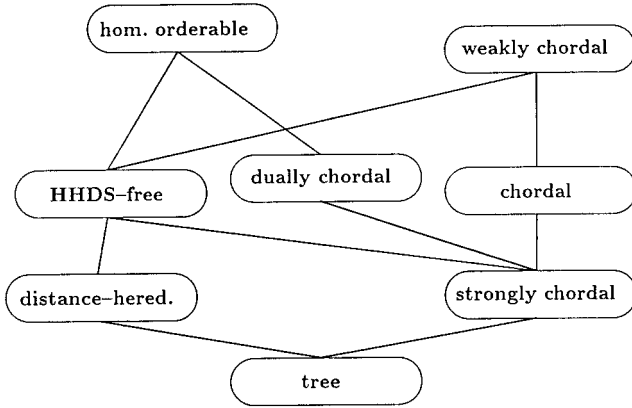 hom. orderable
weakly chordal
HHDS–free
dually chordal
chordal
distance–hered.
strongly chordal
tree